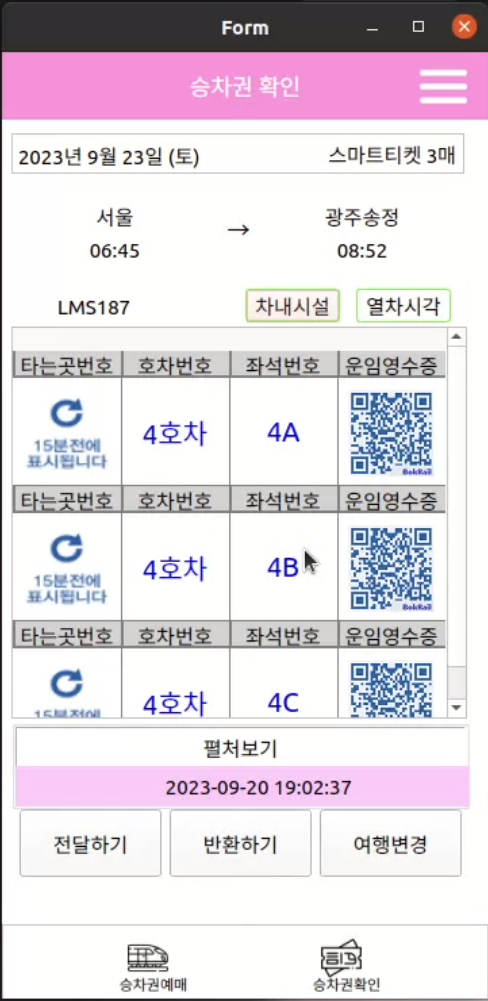 Form
승차권 확인
2023년 9월 23일 (토) 스마트티켓 3매
서울 → 광주송정
06:45 08:52
LMS187 차내시설 열차시각
타는곳번호 호차번호 좌석번호 운임영수증
15분전에
표시됩니다
4호차 4A
BokRail
타는곳번호 호차번호 좌석번호 운임영수증
15분전에
표시됩니다
4호차 4B
BokRail
타는곳번호 호차번호 좌석번호 운임영수증
15분전에
4호차 4C
펼처보기
2023-09-20 19:02:37
전달하기 반환하기 여행변경
승차권예매 승차권확인